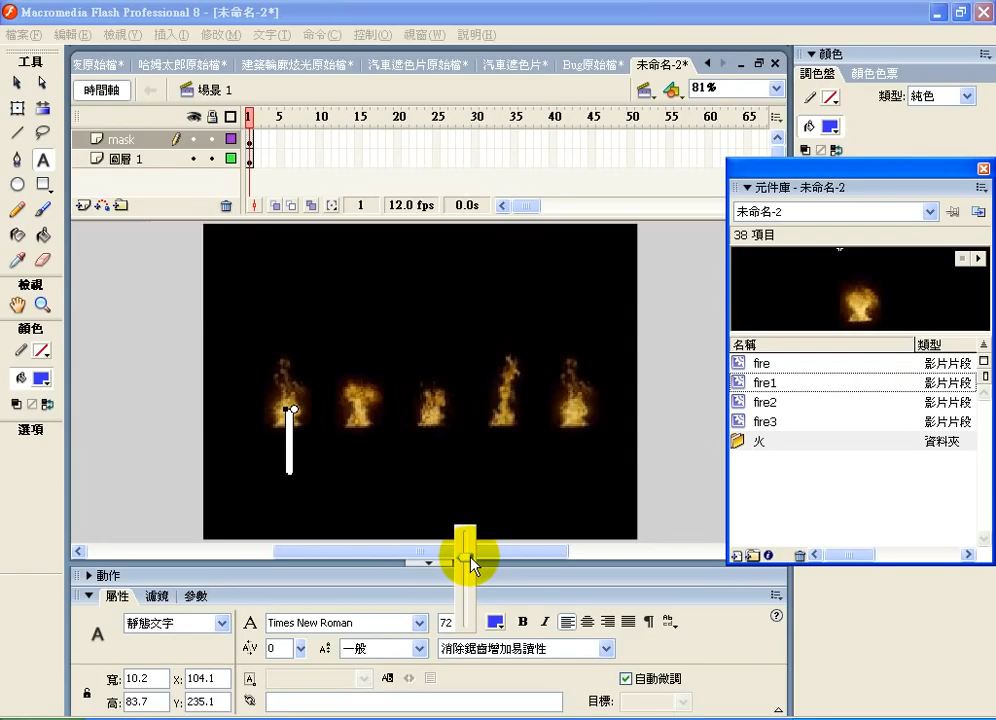 Macromedia Flash Professional 8 - [未命名-2*]
檔案(F) 編輯(E) 檢視(V) 插入(I) 修改(M) 文字(T) 命令(C) 控制(O) 視窗(W) 說明(H)
工具
夜原始檔* 哈姆太郎原始檔* 建築輪廓炫光原始檔* 汽車遮色片原始檔* 汽車遮色片* Bug原始檔* 未命名-2*
時間軸 場景 1 81%
1 5 10 15 20 25 30 35 40 45 50 55 60 65
mask
圖層 1
1 12.0 fps 0.0s
檢視
顏色
選項
顏色
調色盤 顏色色票
類型: 純色
元件庫 - 未命名-2
未命名-2
38 項目
名稱 類型
fire 影片片段
fire1 影片片段
fire2 影片片段
fire3 影片片段
火 資料夾
動作
屬性 濾鏡 參數
A 靜態文字 A Times New Roman 72 B I
0 一般 消除鋸齒增加易讀性
寬: 10.2 X: 104.1 自動微調
高: 83.7 Y: 235.1 目標: